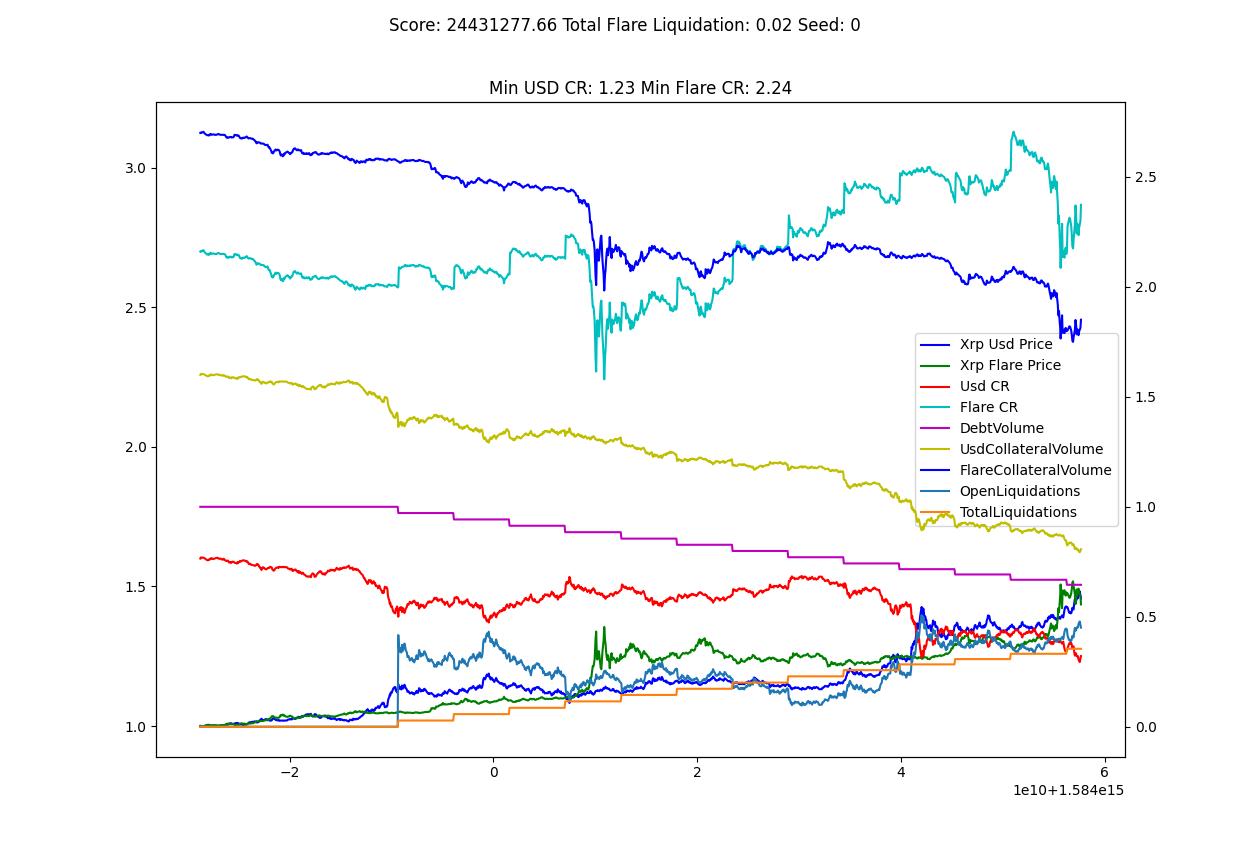 Score: 24431277.66 Total Flare Liquidation: 0.02 Seed: 0
Min USD CR: 1.23 Min Flare CR: 2.24
3.0
2.5
2.0
1.5
1.0
2.5
2.0
1.5
1.0
0.5
0.0
Xrp Usd Price
Xrp Flare Price
Usd CR
Flare CR
DebtVolume
UsdCollateralVolume
FlareCollateralVolume
OpenLiquidations
TotalLiquidations
−2
0
2
4
6
1e10+1.584e15